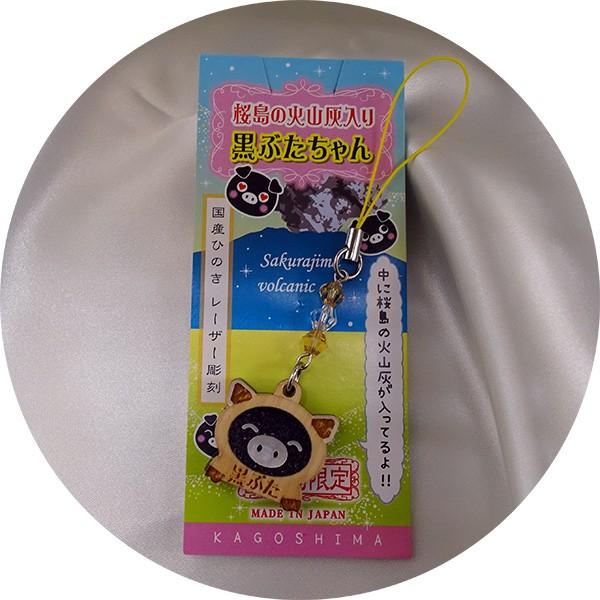 桜島の火山灰入り
黒ぶたちゃん
国産ひのき レーザー彫刻
Sakurajim
volcanic
中に桜島の火山灰が入ってるよ!!
黒ぶた
限定
MADE IN JAPAN
KAGOSHIMA